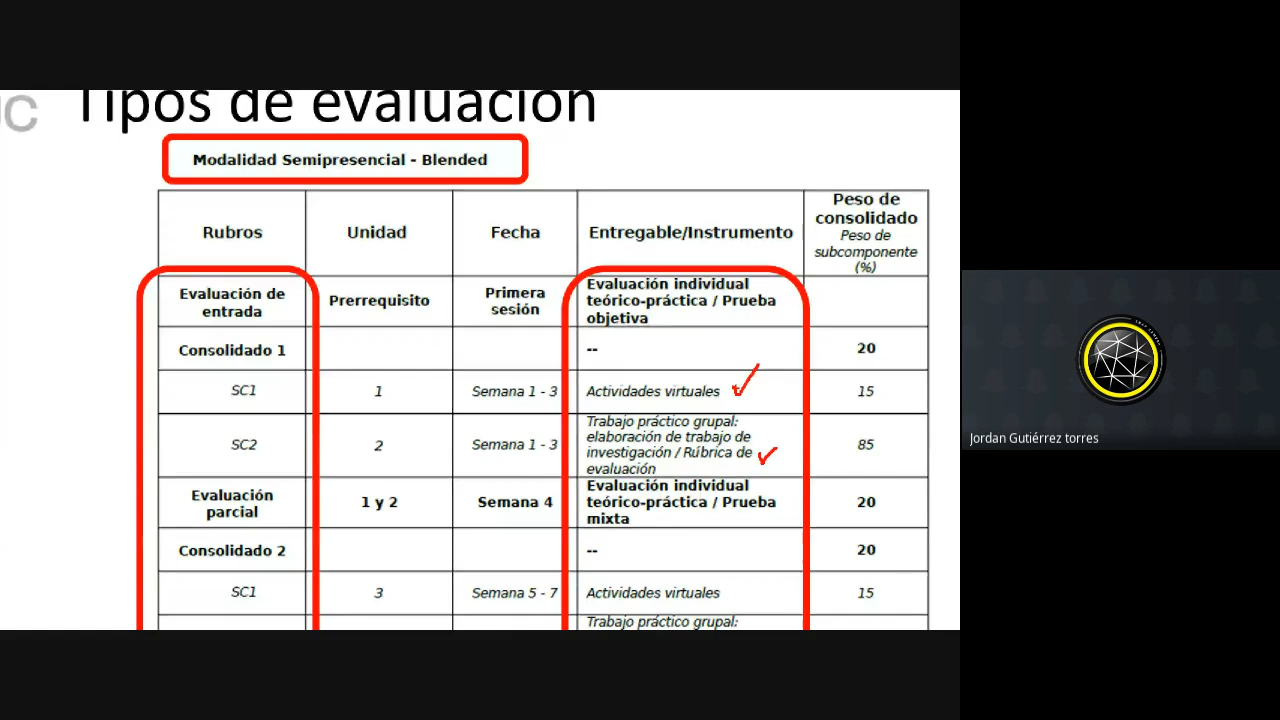 Tipos de evaluación
UC
Modalidad Semipresencial - Blended
Rubros
Unidad
Fecha
Entregable/Instrumento
Peso de
consolidado
Peso de
subcomponente
(%)
Evaluación de
entrada
Prerrequisito
Primera
sesión
Evaluación individual
teórico-práctica / Prueba
objetiva
Consolidado 1
--
20
SC1
1
Semana 1 - 3
Actividades virtuales
15
SC2
2
Semana 1 - 3
Trabajo práctico grupal:
elaboración de trabajo de
investigación / Rúbrica de
evaluación
85
Evaluación
parcial
1 y 2
Semana 4
Evaluación individual
teórico-práctica / Prueba
mixta
20
Consolidado 2
--
20
SC1
3
Semana 5 - 7
Actividades virtuales
15
Trabajo práctico grupal:
Jordan Gutiérrez torres